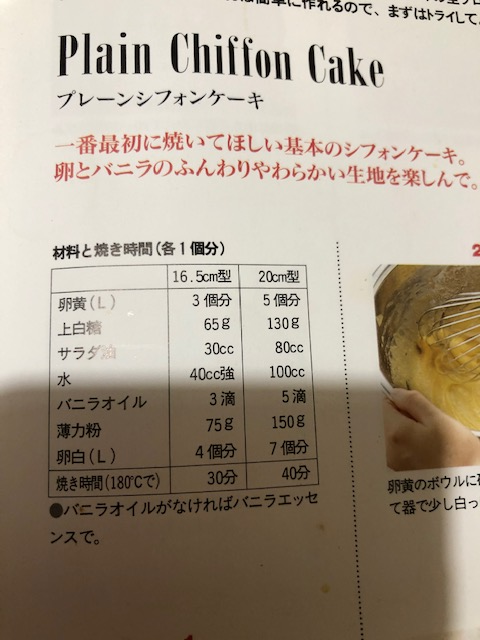 は簡単に作れるので、まずはトライして
Plain Chiffon Cake
プレーンシフォンケーキ
一番最初に焼いてほしい基本のシフォンケーキ。
卵とバニラのふんわりやわらかい生地を楽しんで。
材料と焼き時間(各1個分)
16.5cm型 20cm型
卵黄(L) 3個分 5個分
上白糖 65g 130g
サラダ油 30cc 80cc
水 40cc強 100cc
バニラオイル 3滴 5滴
薄力粉 75g 150g
卵白(L) 4個分 7個分
焼き時間(180℃で) 30分 40分
●バニラオイルがなければバニラエッセ
ンスで。
2
卵黄のボウルに
て器で少し白っ